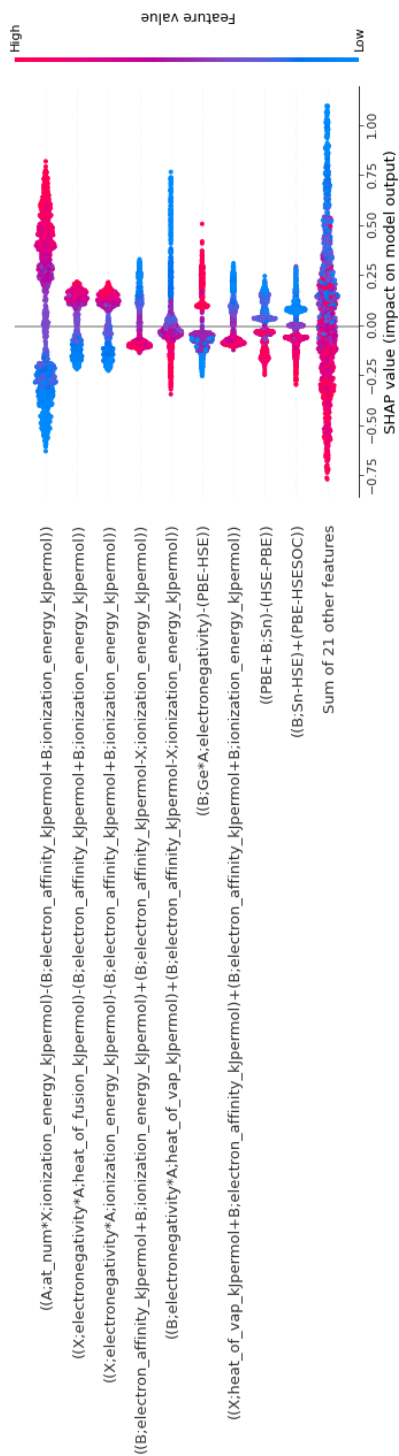 ((A;at_num*X;ionization_energy_kJpermol)-(B;electron_affinity_kJpermol+B;ionization_energy_kJpermol))
((X;electronegativity*A;heat_of_fusion_kJpermol)-(B;electron_affinity_kJpermol+B;ionization_energy_kJpermol))
((X;electronegativity*A;ionization_energy_kJpermol)-(B;electron_affinity_kJpermol+B;ionization_energy_kJpermol))
((B;electron_affinity_kJpermol+B;ionization_energy_kJpermol)+(B;electron_affinity_kJpermol-X;ionization_energy_kJpermol))
((B;electronegativity*A;heat_of_vap_kJpermol)+(B;electron_affinity_kJpermol-X;ionization_energy_kJpermol))
((B;Ge*A;electronegativity)-(PBE-HSE))
((X;heat_of_vap_kJpermol+B;electron_affinity_kJpermol)+(B;electron_affinity_kJpermol+B;ionization_energy_kJpermol))
((PBE+B;Sn)-(HSE-PBE))
((B;Sn-HSE)+(PBE-HSESOC))
Sum of 21 other features
−0.75 −0.50 −0.25 0.00 0.25 0.50 0.75 1.00
SHAP value (impact on model output)
High
Feature value
Low